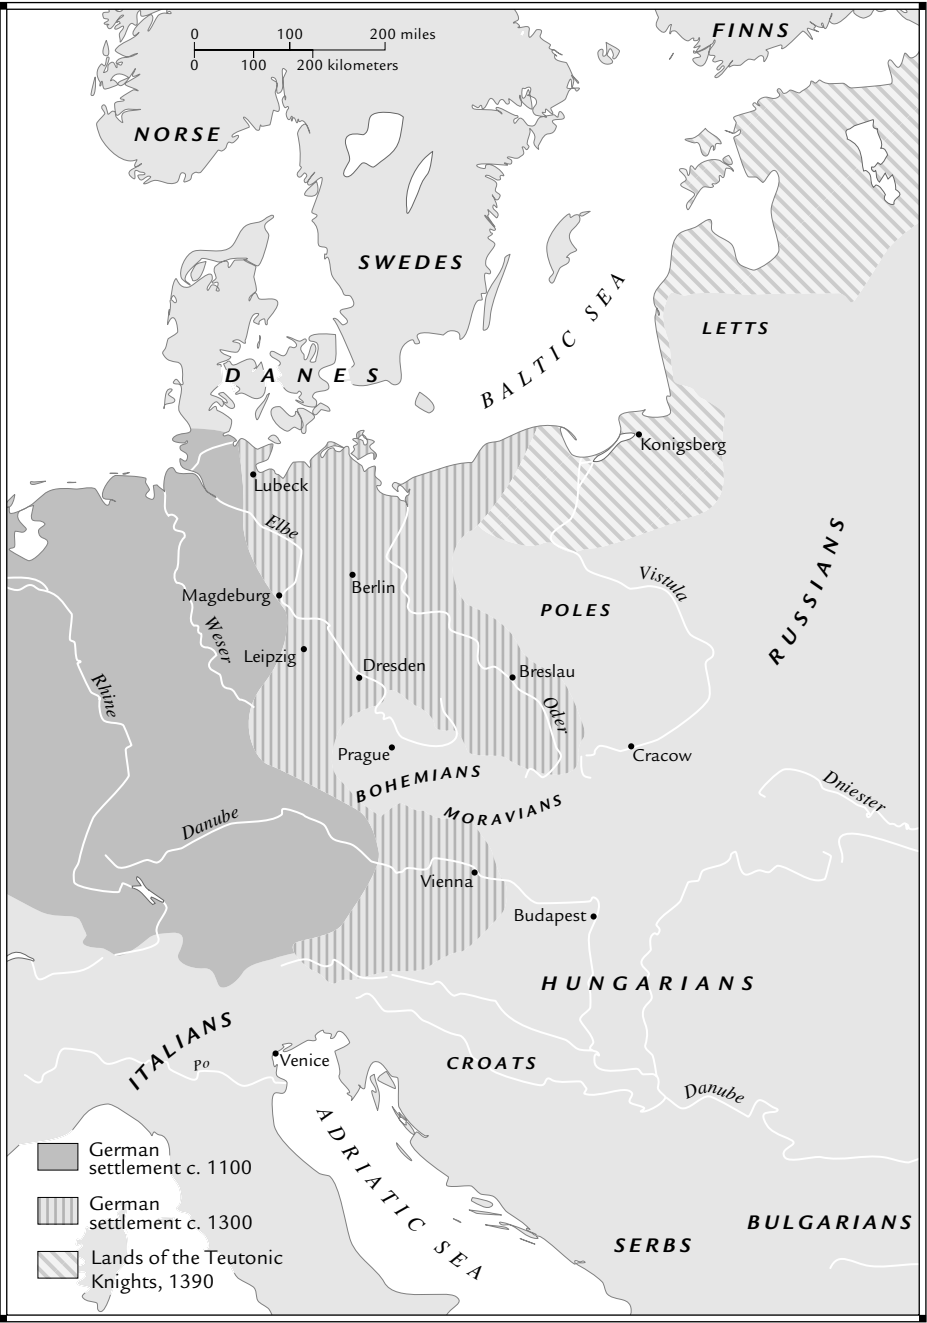 0 100 200 miles
0 100 200 kilometers
FINNS
NORSE
SWEDES
BALTIC SEA
LETTS
DANES
Konigsberg
Lubeck
Elbe
RUSSIANS
Vistula
Berlin
Magdeburg
POLES
Weser
Leipzig
Dresden
Breslau
Rhine
Oder
Prague
Cracow
BOHEMIANS
Dniester
MORAVIANS
Danube
Vienna
Budapest
HUNGARIANS
ITALIANS
Po
Venice
CROATS
Danube
ADRIATIC SEA
German
settlement c. 1100
German
settlement c. 1300
BULGARIANS
SERBS
Lands of the Teutonic
Knights, 1390